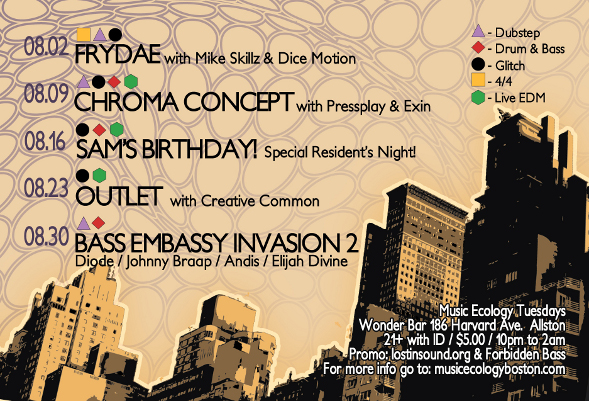 08.02 FRYDAE with Mike Skillz & Dice Motion
08.09 CHROMA CONCEPT with Pressplay & Exin
08.16 SAM'S BIRTHDAY! Special Resident's Night!
08.23 OUTLET with Creative Common
08.30 BASS EMBASSY INVASION 2
Diode / Johnny Braap / Andis / Elijah Divine
- Dubstep
- Drum & Bass
- Glitch
- 4/4
- Live EDM
Music Ecology Tuesdays
Wonder Bar 186 Harvard Ave. Allston
21+ with ID / $5.00 / 10pm to 2am
Promo: lostinsound.org & Forbidden Bass
For more info go to: musicecologyboston.com